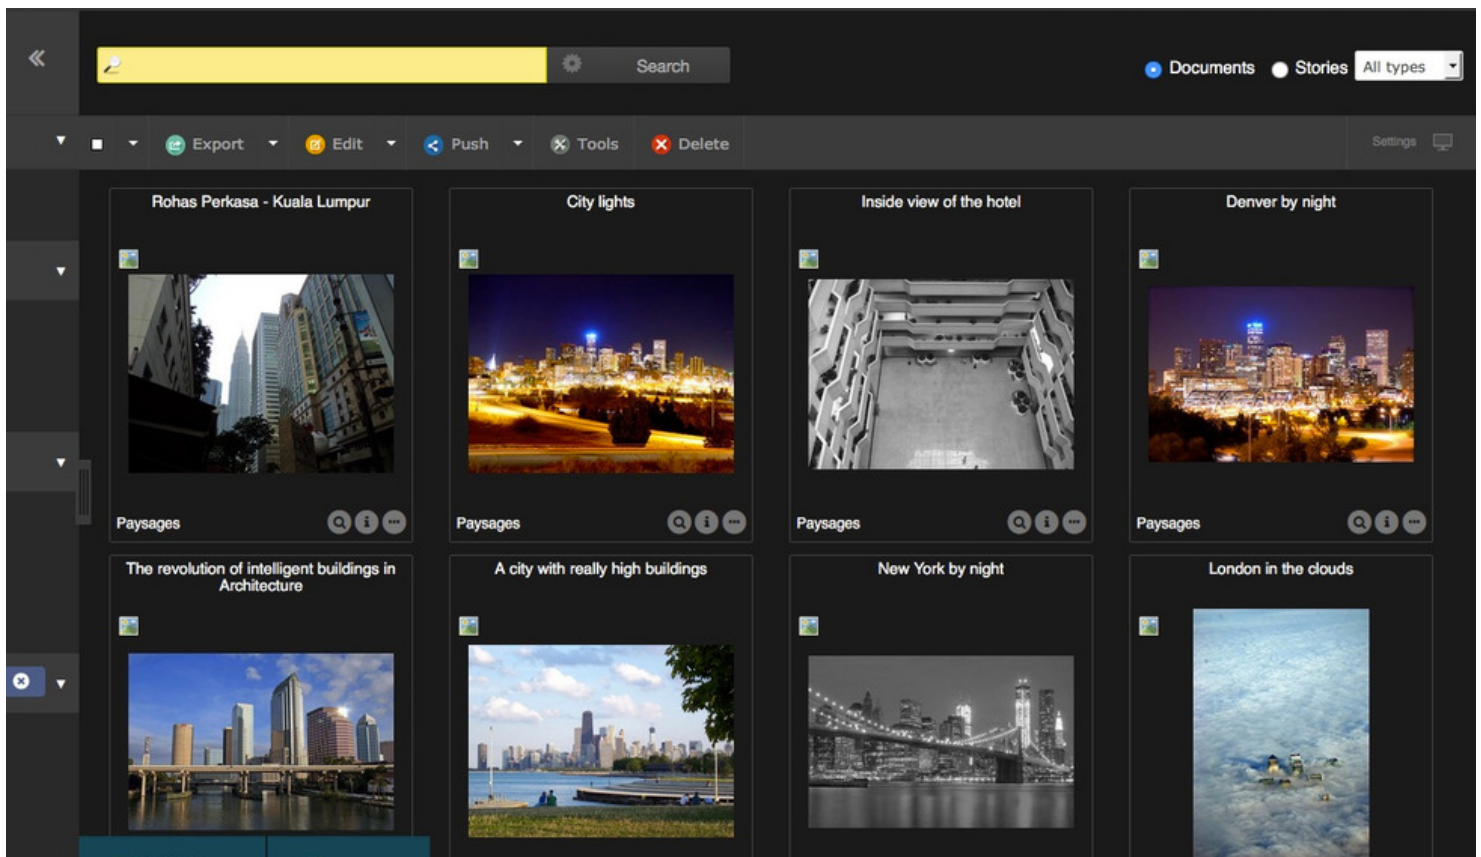 Search
Documents
Stories
All types
Export
Edit
Push
Tools
Delete
Settings
Rohas Perkasa - Kuala Lumpur
City lights
Inside view of the hotel
Denver by night
Paysages
Paysages
Paysages
Paysages
The revolution of intelligent buildings in
Architecture
A city with really high buildings
New York by night
London in the clouds